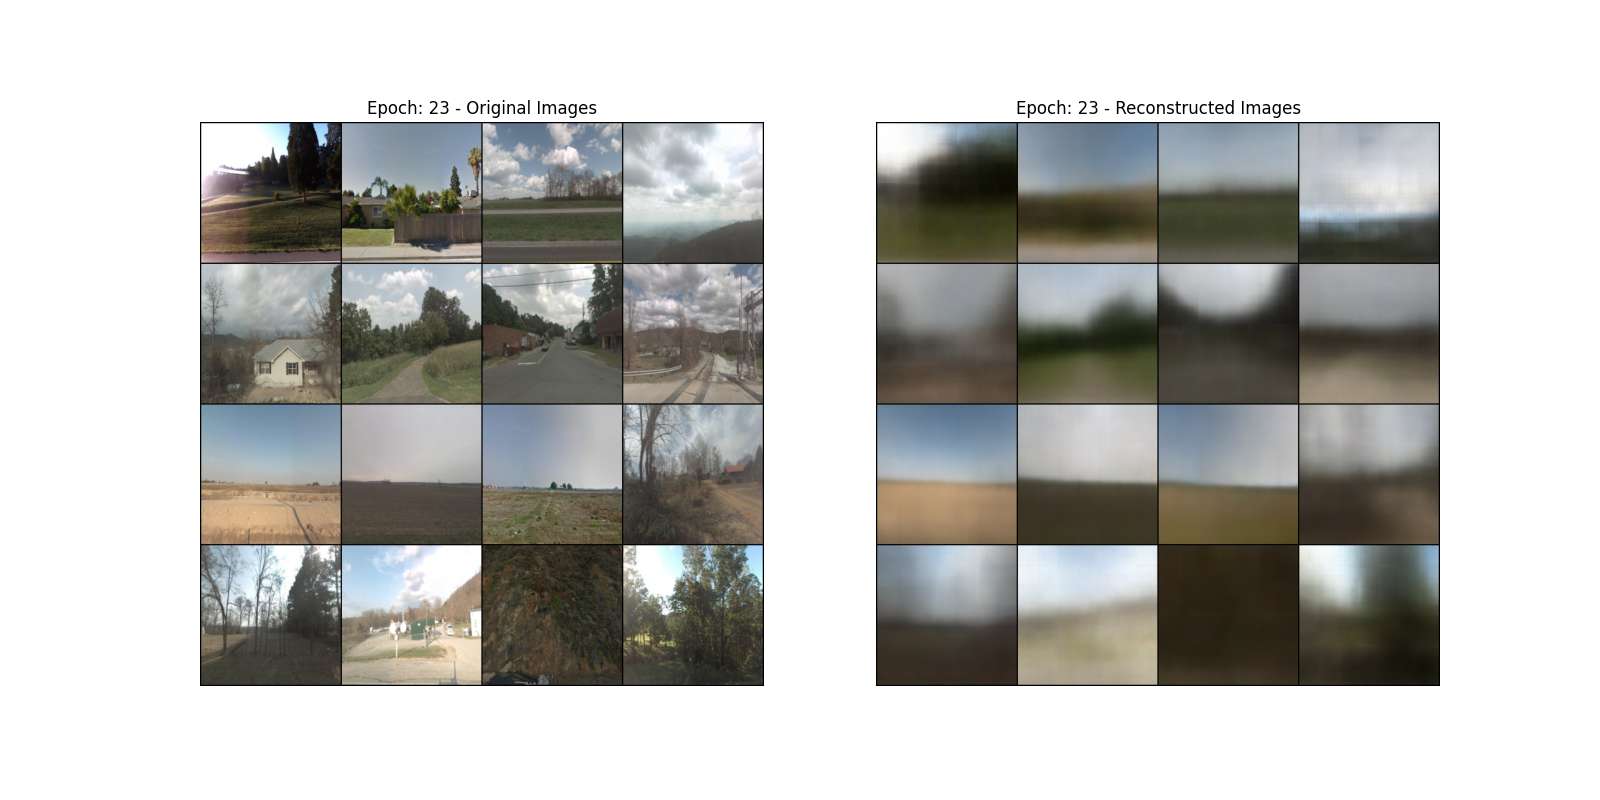 Epoch: 23 - Original Images
Epoch: 23 - Reconstructed Images